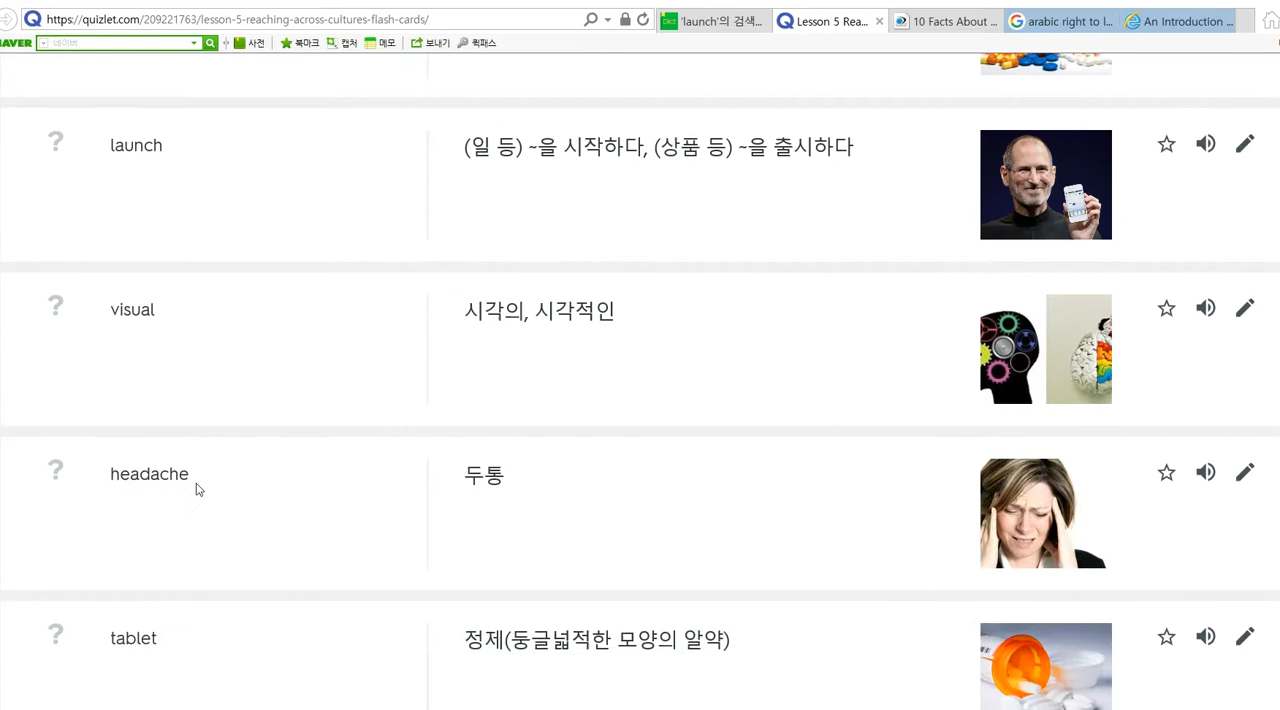 https://quizlet.com/209221763/lesson-5-reaching-across-cultures-flash-cards/
'launch'의 검색...
Lesson 5 Rea...
10 Facts About ...
arabic right to l...
An Introduction ...
NAVER
네이버
사전
북마크
캡처
메모
보내기
퀵패스
launch
(일 등) ~을 시작하다, (상품 등) ~을 출시하다
visual
시각의, 시각적인
headache
두통
tablet
정제(둥글넓적한 모양의 알약)